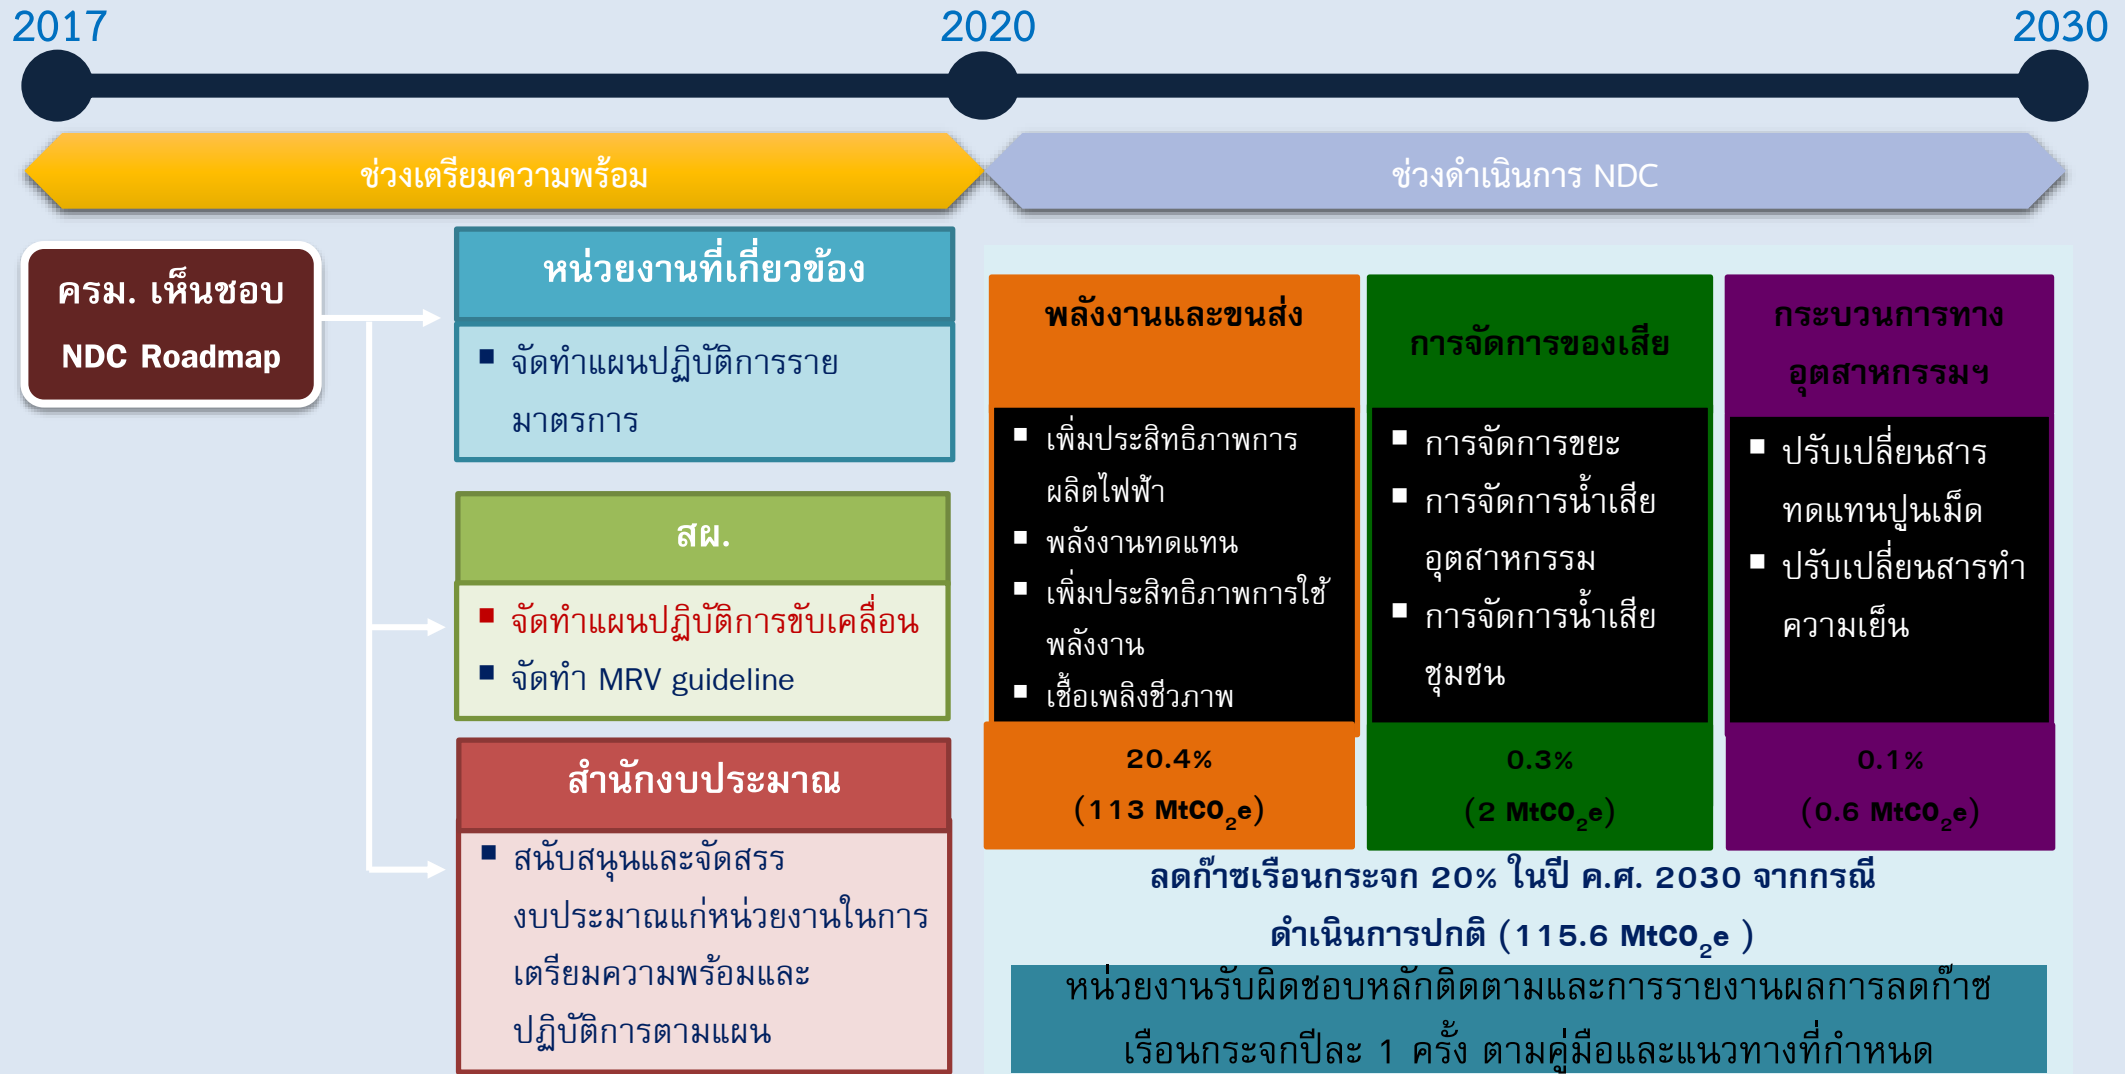 2017
2020
2030
ช่วงเตรียมความพร้อม
ช่วงดำเนินการ NDC
ครม. เห็นชอบ
NDC Roadmap
หน่วยงานที่เกี่ยวข้อง
▪ จัดทำแผนปฏิบัติการราย
มาตรการ
สผ.
▪ จัดทำแผนปฏิบัติการขับเคลื่อน
▪ จัดทำ MRV guideline
สำนักงบประมาณ
▪ สนับสนุนและจัดสรร
งบประมาณแก่หน่วยงานในการ
เตรียมความพร้อมและ
ปฏิบัติการตามแผน
พลังงานและขนส่ง
▪ เพิ่มประสิทธิภาพการ
ผลิตไฟฟ้า
▪ พลังงานทดแทน
▪ เพิ่มประสิทธิภาพการใช้
พลังงาน
▪ เชื้อเพลิงชีวภาพ
20.4%
(113 MtCO₂e)
การจัดการของเสีย
▪ การจัดการขยะ
▪ การจัดการน้ำเสีย
อุตสาหกรรม
▪ การจัดการน้ำเสีย
ชุมชน
0.3%
(2 MtCO₂e)
กระบวนการทาง
อุตสาหกรรมฯ
▪ ปรับเปลี่ยนสาร
ทดแทนปูนเม็ด
▪ ปรับเปลี่ยนสารทำ
ความเย็น
0.1%
(0.6 MtCO₂e)
ลดก๊าซเรือนกระจก 20% ในปี ค.ศ. 2030 จากกรณี
ดำเนินการปกติ (115.6 MtCO₂e )
หน่วยงานรับผิดชอบหลักติดตามและการรายงานผลการลดก๊าซ
เรือนกระจกปีละ 1 ครั้ง ตามคู่มือและแนวทางที่กำหนด